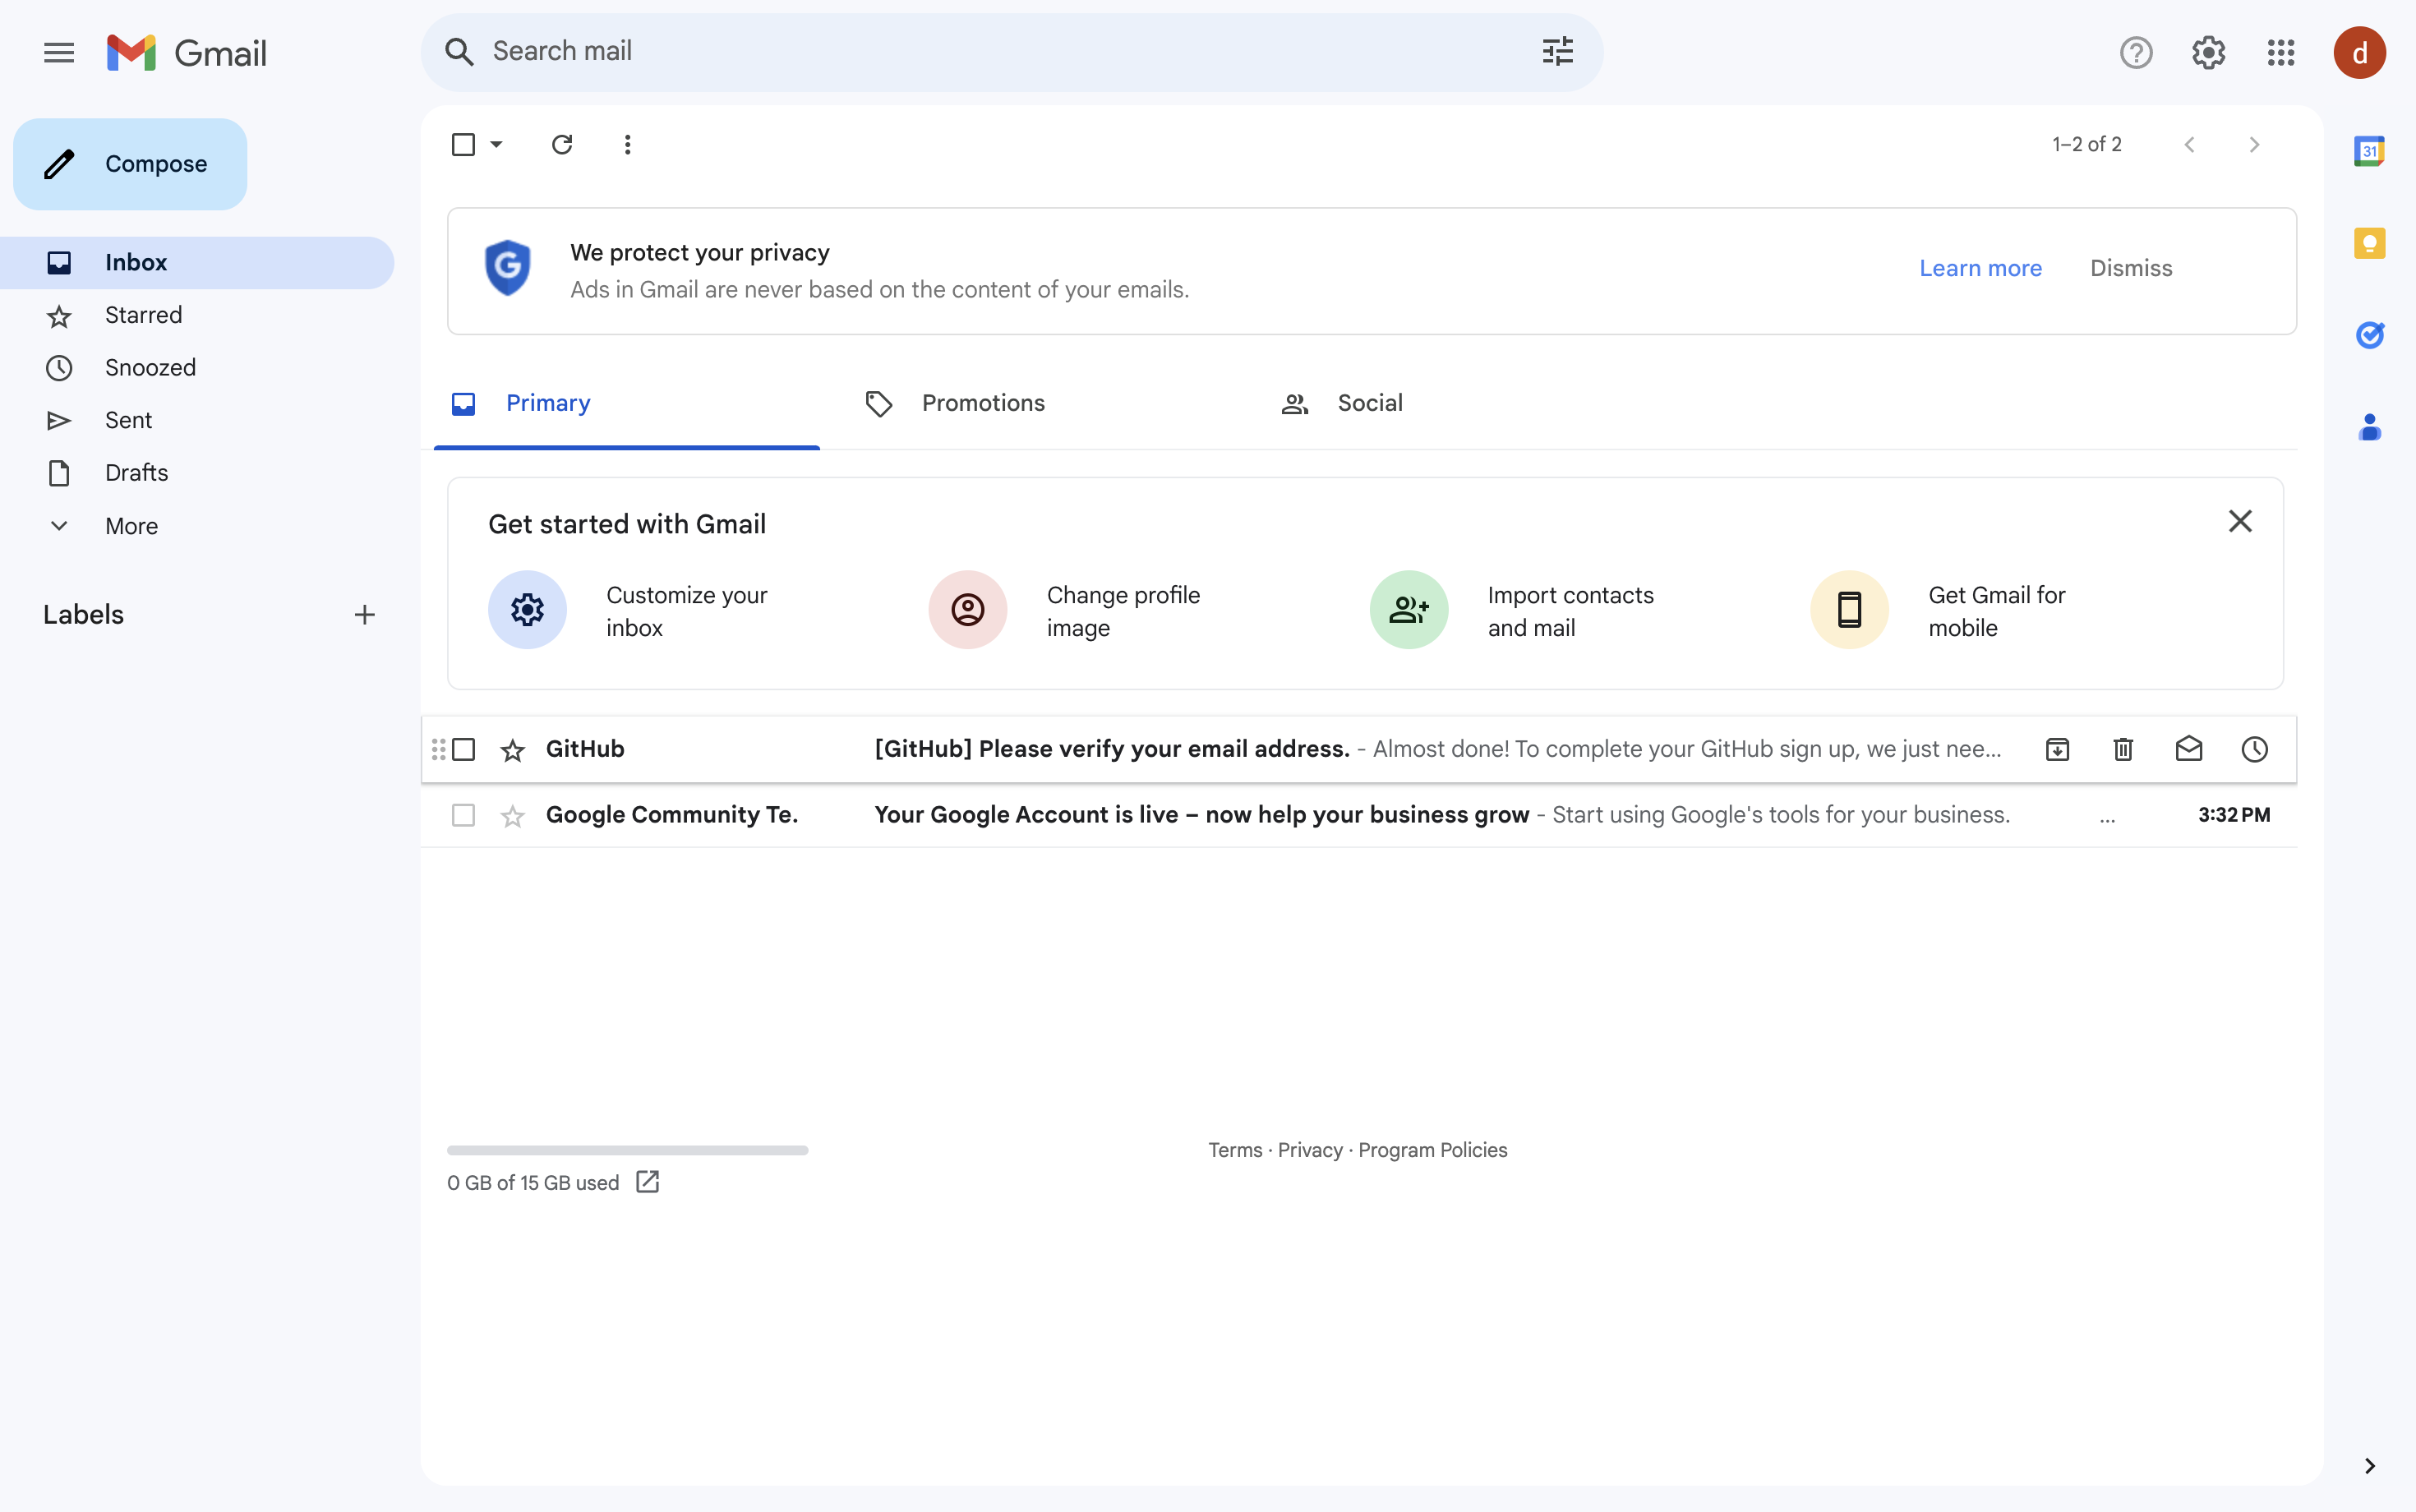 Gmail
Search mail
d
Compose
1–2 of 2
31
Inbox
Starred
Snoozed
Sent
Drafts
More
Labels
G
We protect your privacy
Ads in Gmail are never based on the content of your emails.
Learn more
Dismiss
Primary
Promotions
Social
Get started with Gmail
Customize your
inbox
Change profile
image
Import contacts
and mail
Get Gmail for
mobile
GitHub [GitHub] Please verify your email address. - Almost done! To complete your GitHub sign up, we just nee...
Google Community Te. Your Google Account is live – now help your business grow - Start using Google's tools for your business. ... 3:32 PM
Terms · Privacy · Program Policies
0 GB of 15 GB used